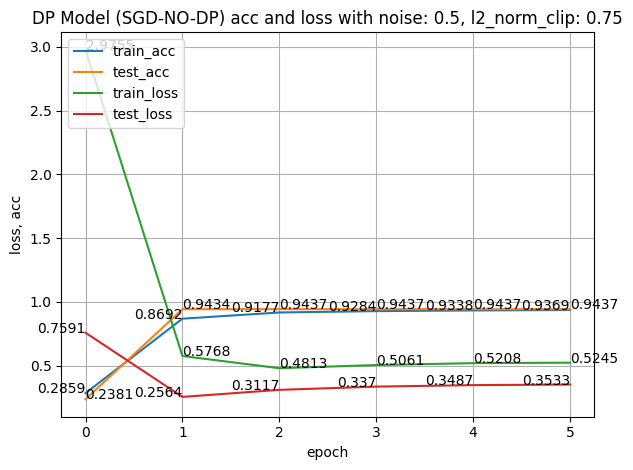 DP Model (SGD-NO-DP) acc and loss with noise: 0.5, l2_norm_clip: 0.75
3.0
2.9755
train_acc
test_acc
train_loss
test_loss
2.5
2.0
1.5
1.0
0.8692 0.9434 0.9177 0.9437 0.9284 0.9437 0.9338 0.9437 0.9369 0.9437
0.7591
0.5768
0.5
0.4813 0.5061 0.5208 0.5245
0.2859 0.2381 0.2564 0.3117 0.337 0.3487 0.3533
loss, acc
0 1 2 3 4 5
epoch